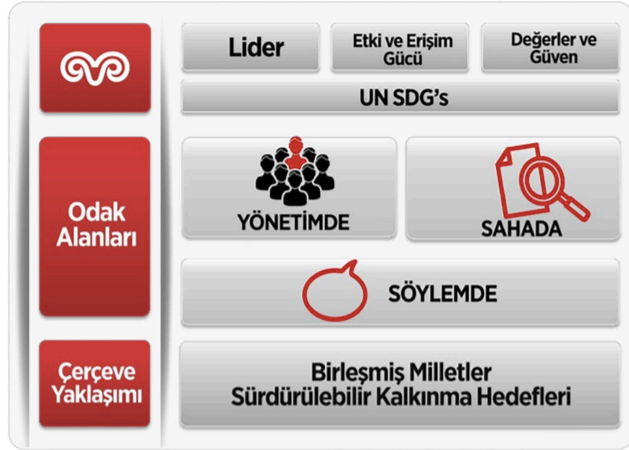 Lider
Etki ve Erişim
Gücü
Değerler ve
Güven
UN SDG's
Odak
Alanları
YÖNETİMDE
SAHADA
SÖYLEMDE
Çerçeve
Yaklaşımı
Birleşmiş Milletler
Sürdürülebilir Kalkınma Hedefleri